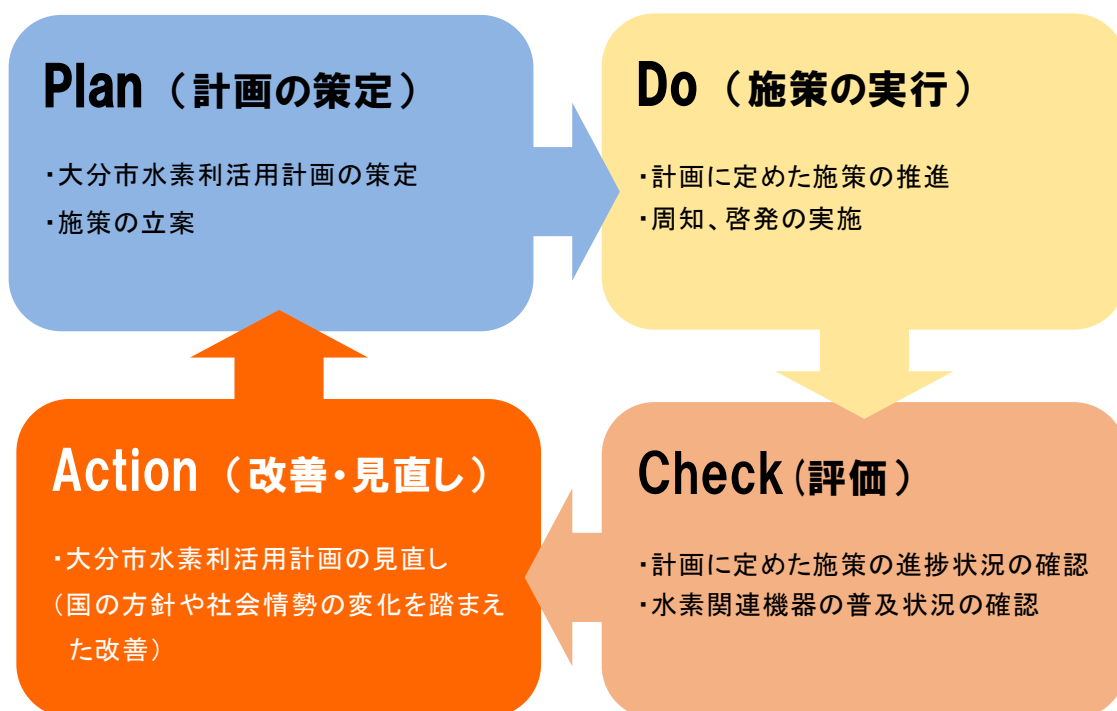 Plan（計画の策定）
・大分市水素利活用計画の策定
・施策の立案
Do（施策の実行）
・計画に定めた施策の推進
・周知、啓発の実施
Action（改善・見直し）
・大分市水素利活用計画の見直し
（国の方針や社会情勢の変化を踏まえ
た改善）
Check(評価）
・計画に定めた施策の進捗状況の確認
・水素関連機器の普及状況の確認